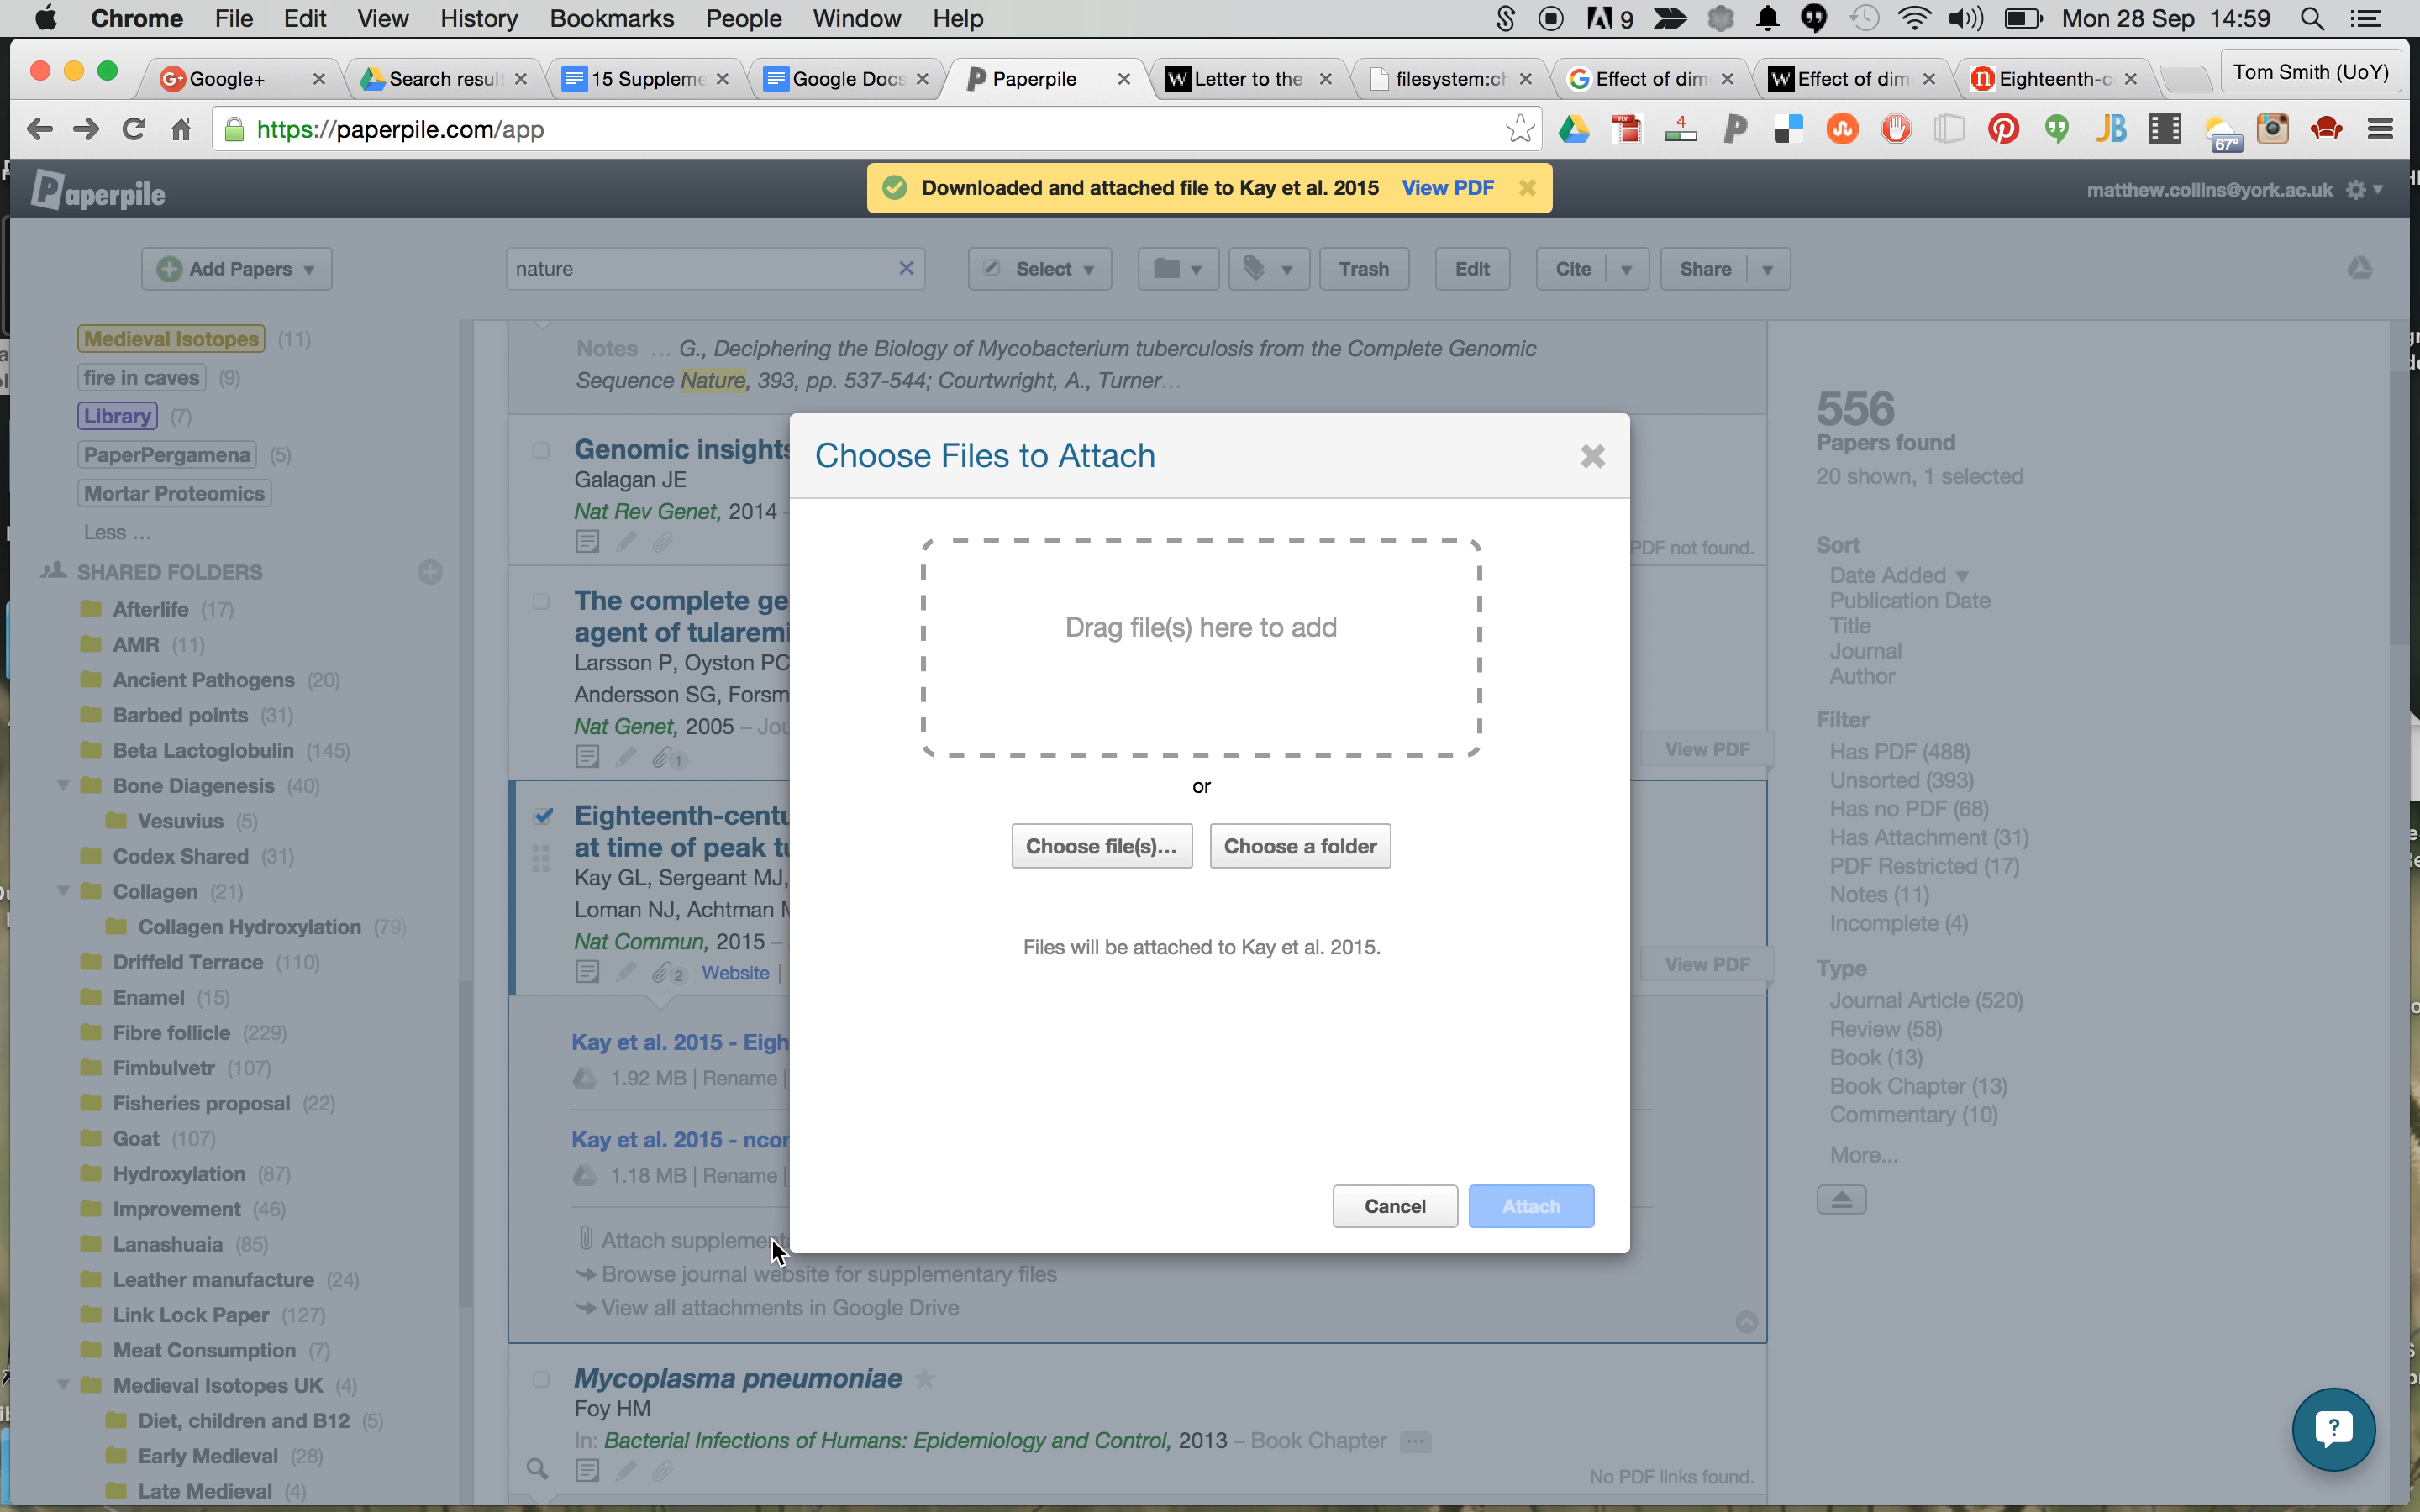 Chrome File Edit View History Bookmarks People Window Help
9 Mon 28 Sep 14:59
Google+
Search result
15 Suppleme
Google Docs
Paperpile
Letter to the
filesystem:ch
Effect of dim
Effect of dim
Eighteenth-c
Tom Smith (UoY)
https://paperpile.com/app
4
67°
Paperpile
Downloaded and attached file to Kay et al. 2015 View PDF
matthew.collins@york.ac.uk
Add Papers
nature
Select
Trash
Edit
Cite
Share
Medieval Isotopes (11)
fire in caves (9)
Library (7)
PaperPergamena (5)
Mortar Proteomics
Less ...
SHARED FOLDERS
Afterlife (17)
AMR (11)
Ancient Pathogens (20)
Barbed points (31)
Beta Lactoglobulin (145)
Bone Diagenesis (40)
Vesuvius (5)
Codex Shared (31)
Collagen (21)
Collagen Hydroxylation (79)
Driffeld Terrace (110)
Enamel (15)
Fibre follicle (229)
Fimbulvetr (107)
Fisheries proposal (22)
Goat (107)
Hydroxylation (87)
Improvement (46)
Lanashuaia (85)
Leather manufacture (24)
Link Lock Paper (127)
Meat Consumption (7)
Medieval Isotopes UK (4)
Diet, children and B12 (5)
Early Medieval (28)
Late Medieval (4)
Notes ... G., Deciphering the Biology of Mycobacterium tuberculosis from the Complete Genomic
Sequence Nature, 393, pp. 537-544; Courtwright, A., Turner...
Genomic insights
Galagan JE
Nat Rev Genet, 2014 -
PDF not found.
The complete ge
agent of tularemi
Larsson P, Oyston PC
Andersson SG, Forsm
Nat Genet, 2005 – Jou
1
View PDF
Eighteenth-centu
at time of peak tu
Kay GL, Sergeant MJ,
Loman NJ, Achtman M
Nat Commun, 2015 –
2 Website |
View PDF
Kay et al. 2015 - Eigh
1.92 MB | Rename |
Kay et al. 2015 - ncor
1.18 MB | Rename |
Attach supplementa
Browse journal website for supplementary files
View all attachments in Google Drive
Mycoplasma pneumoniae
Foy HM
In: Bacterial Infections of Humans: Epidemiology and Control, 2013 – Book Chapter ...
No PDF links found.
Choose Files to Attach
Drag file(s) here to add
or
Choose file(s)...
Choose a folder
Files will be attached to Kay et al. 2015.
Cancel
Attach
556
Papers found
20 shown, 1 selected
Sort
Date Added
Publication Date
Title
Journal
Author
Filter
Has PDF (488)
Unsorted (393)
Has no PDF (68)
Has Attachment (31)
PDF Restricted (17)
Notes (11)
Incomplete (4)
Type
Journal Article (520)
Review (58)
Book (13)
Book Chapter (13)
Commentary (10)
More...